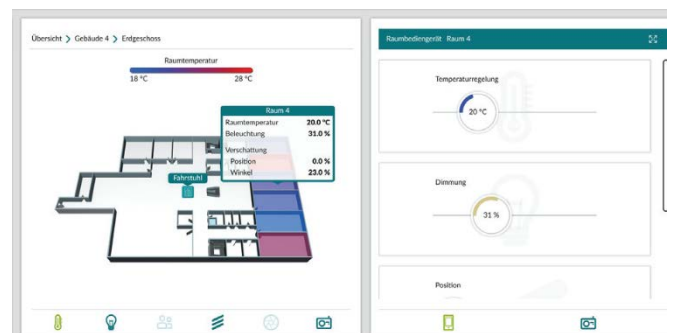 Übersicht > Gebäude 4 > Erdgeschoss
Raumtemperatur
18 °C 28 °C
Raum 4
Raumtemperatur 20.0 °C
Beleuchtung 31.0 %
Verschattung
Position 0.0 %
Winkel 23.0 %
Fahrstuhl
Raumbediengerät Raum 4
Temperaturregelung
20 °C
Dimmung
31 %
Position